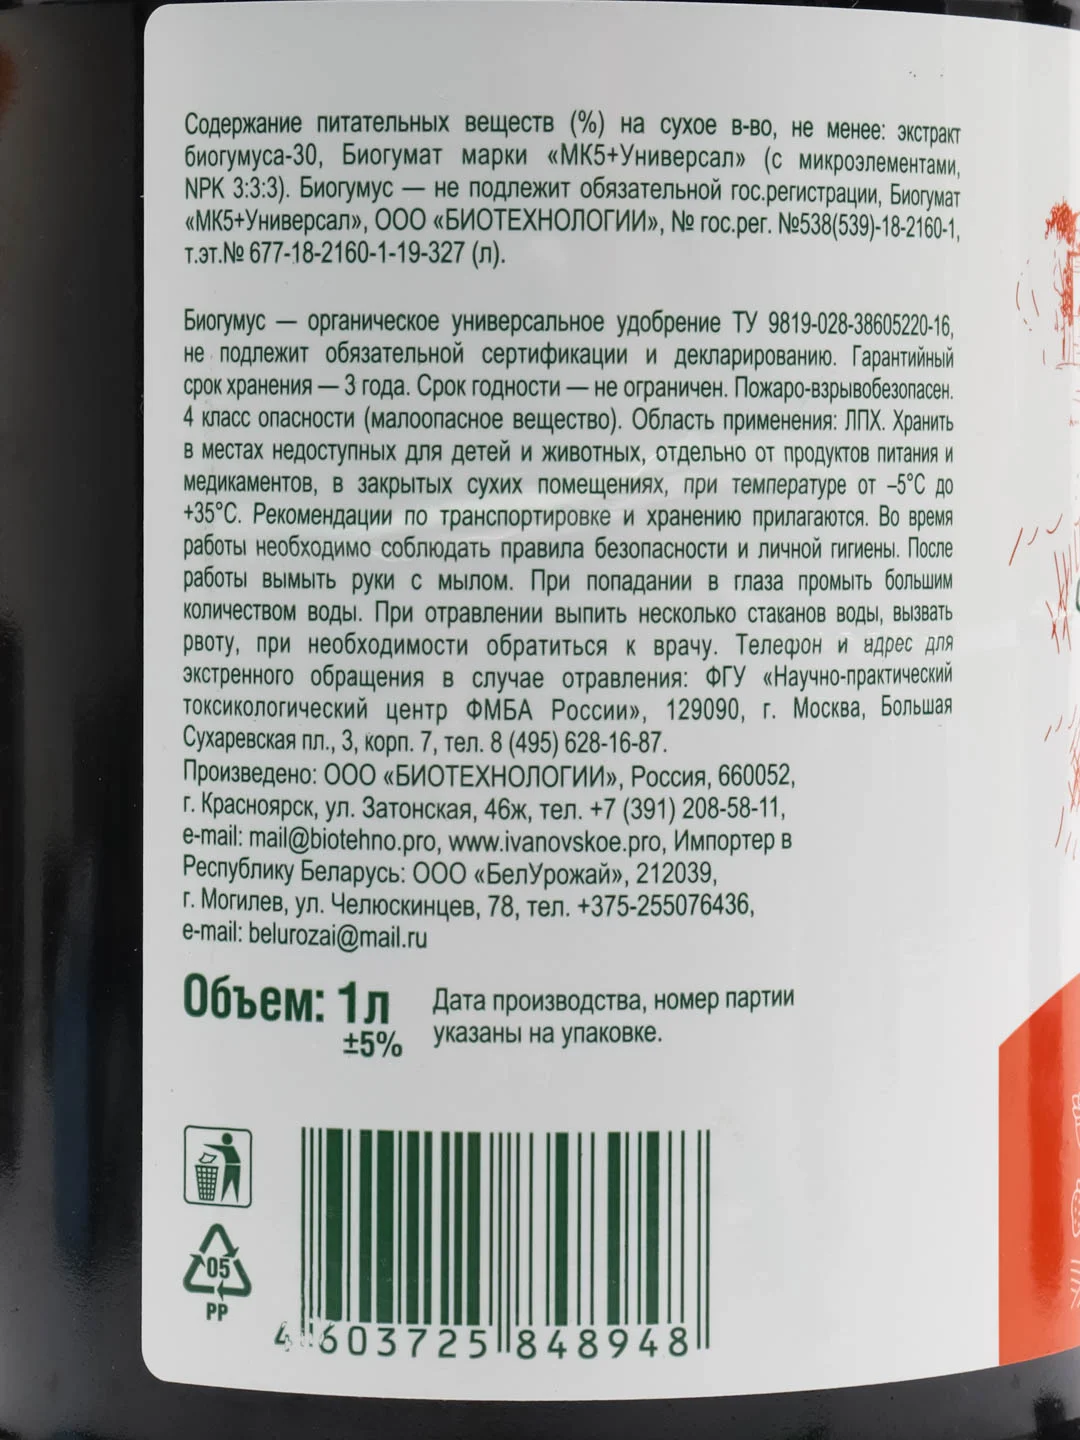 Содержание питательных веществ (%) на сухое в-во, не менее: экстракт
биогумуса-30, Биогумат марки «МК5+Универсал» (с микроэлементами,
NPK 3:3:3). Биогумус — не подлежит обязательной гос.регистрации, Биогумат
«МК5+Универсал», ООО «БИОТЕХНОЛОГИИ», № гос.рег. №538(539)-18-2160-1,
т.эт.№ 677-18-2160-1-19-327 (л).
Биогумус — органическое универсальное удобрение ТУ 9819-028-38605220-16,
не подлежит обязательной сертификации и декларированию. Гарантийный
срок хранения — 3 года. Срок годности — не ограничен. Пожаро-взрывобезопасен.
4 класс опасности (малоопасное вещество). Область применения: ЛПХ. Хранить
в местах недоступных для детей и животных, отдельно от продуктов питания и
медикаментов, в закрытых сухих помещениях, при температуре от –5°С до
+35°С. Рекомендации по транспортировке и хранению прилагаются. Во время
работы необходимо соблюдать правила безопасности и личной гигиены. После
работы вымыть руки с мылом. При попадании в глаза промыть большим
количеством воды. При отравлении выпить несколько стаканов воды, вызвать
рвоту, при необходимости обратиться к врачу. Телефон и адрес для
экстренного обращения в случае отравления: ФГУ «Научно-практический
токсикологический центр ФМБА России», 129090, г. Москва, Большая
Сухаревская пл., 3, корп. 7, тел. 8 (495) 628-16-87.
Произведено: ООО «БИОТЕХНОЛОГИИ», Россия, 660052,
г. Красноярск, ул. Затонская, 46ж, тел. +7 (391) 208-58-11,
e-mail: mail@biotehno.pro, www.ivanovskoe.pro, Импортер в
Республику Беларусь: ООО «БелУрожай», 212039,
г. Могилев, ул. Челюскинцев, 78, тел. +375-255076436,
e-mail: belurozai@mail.ru
Объем: 1л
±5%
Дата производства, номер партии
указаны на упаковке.
05
PP
4 603725 848948